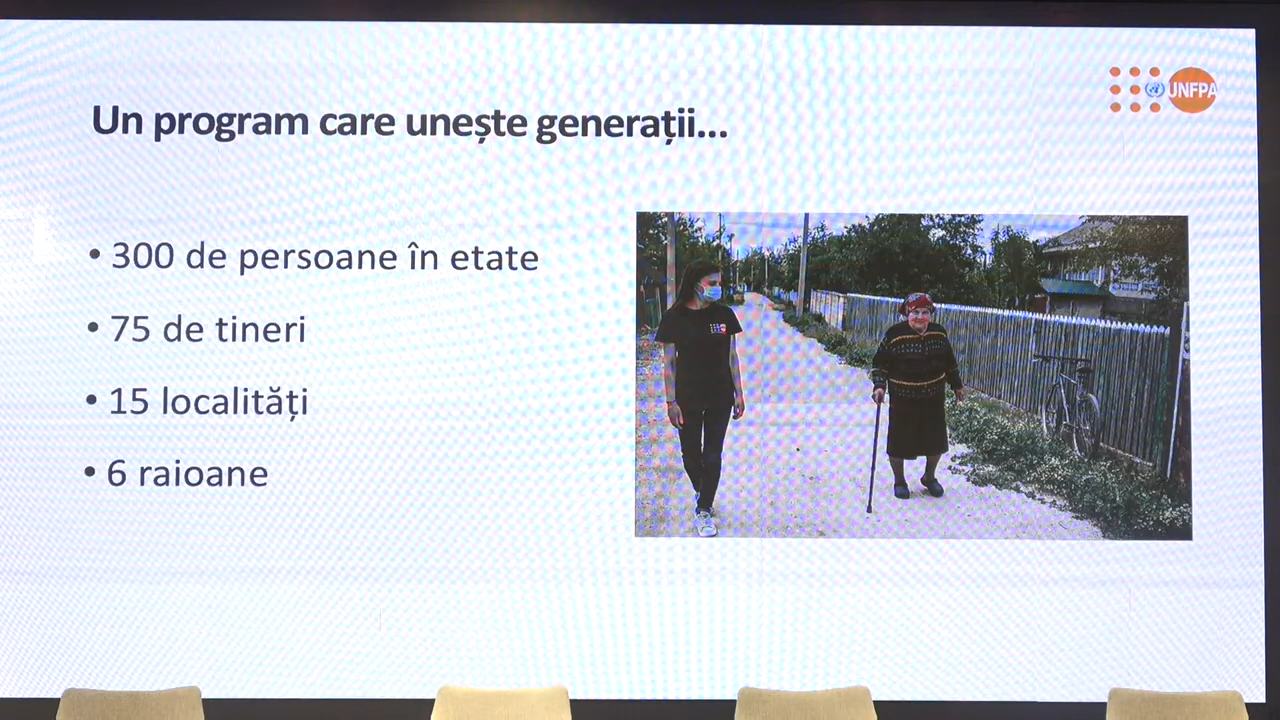 Un program care unește generații...
UNFPA
• 300 de persoane în etate
• 75 de tineri
• 15 localități
• 6 raioane